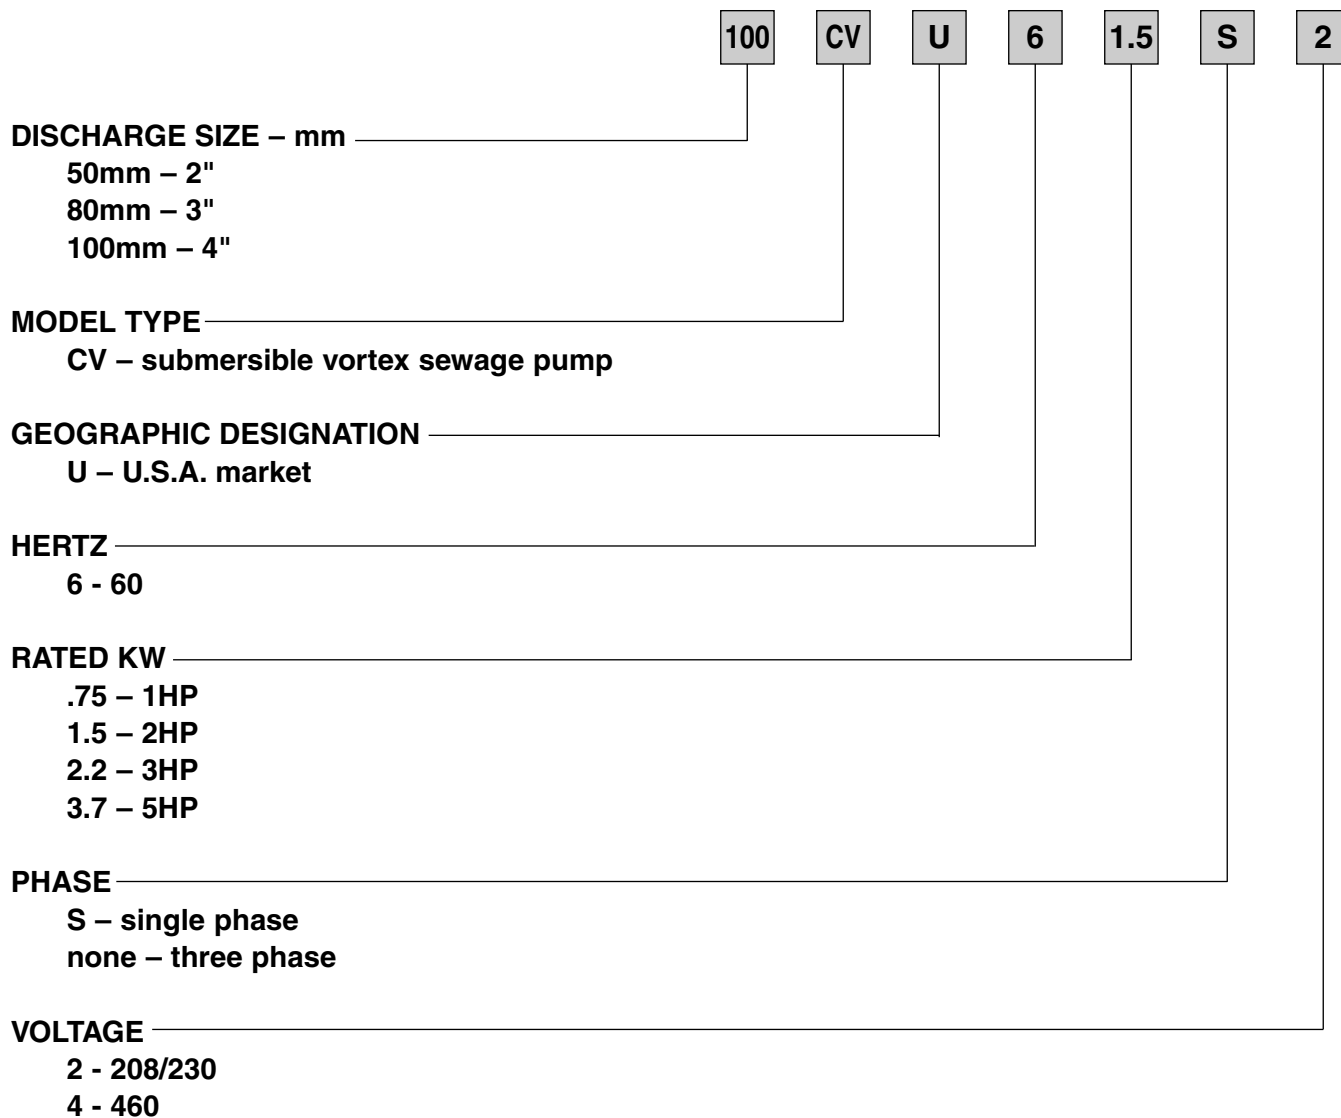 100 CV U 6 1.5 S 2
DISCHARGE SIZE – mm
50mm – 2"
80mm – 3"
100mm – 4"
MODEL TYPE
CV – submersible vortex sewage pump
GEOGRAPHIC DESIGNATION
U – U.S.A. market
HERTZ
6 - 60
RATED KW
.75 – 1HP
1.5 – 2HP
2.2 – 3HP
3.7 – 5HP
PHASE
S – single phase
none – three phase
VOLTAGE
2 - 208/230
4 - 460